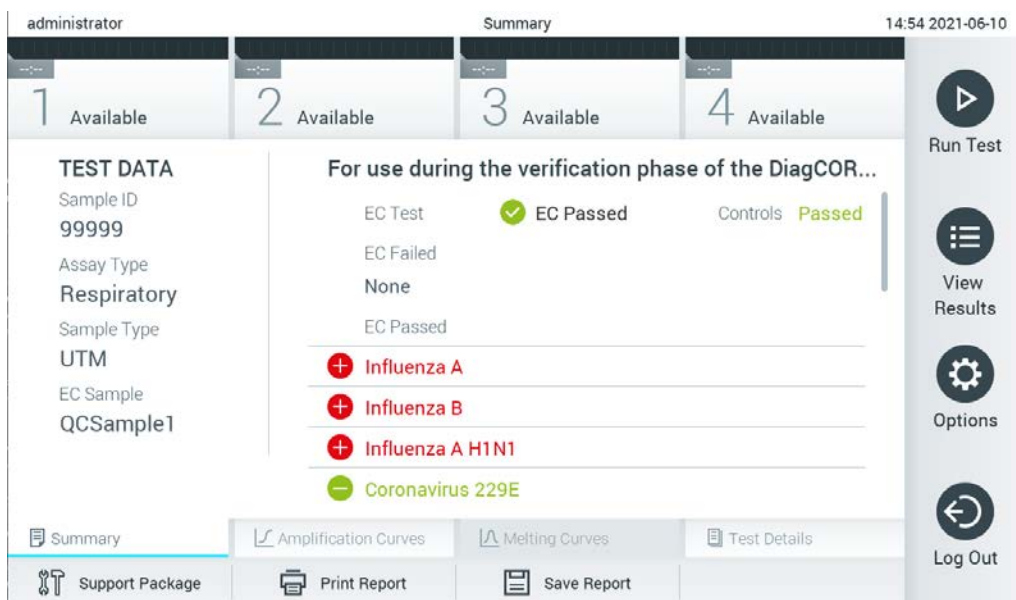 administrator
Summary
14:54 2021-06-10
--:--
--:--
--:--
--:--
1 Available
2 Available
3 Available
4 Available
Run Test
View
Results
Options
Log Out
TEST DATA
Sample ID
99999
Assay Type
Respiratory
Sample Type
UTM
EC Sample
QCSample1
For use during the verification phase of the DiagCOR...
EC Test EC Passed Controls Passed
EC Failed
None
EC Passed
Influenza A
Influenza B
Influenza A H1N1
Coronavirus 229E
Summary
Amplification Curves
Melting Curves
Test Details
Support Package
Print Report
Save Report